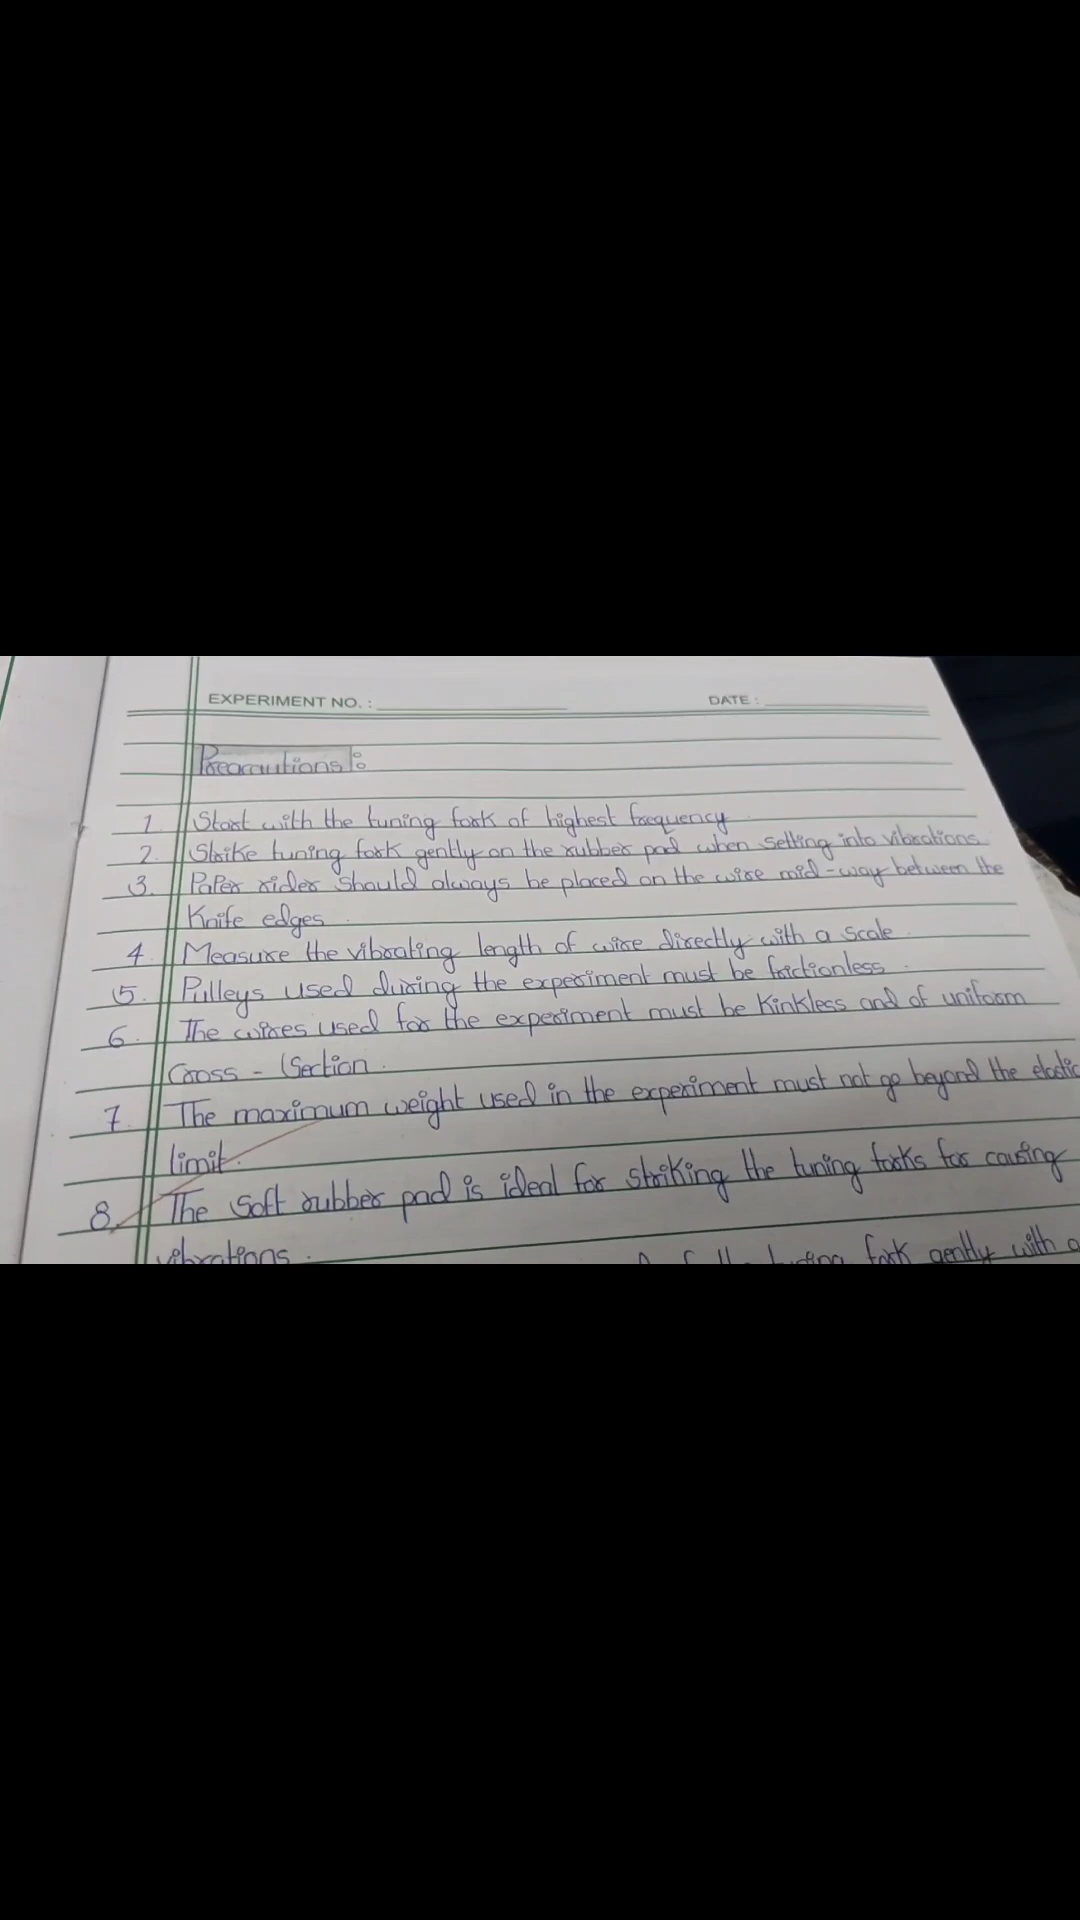 EXPERIMENT NO. :
DATE :
Precautions :
1. Start with the tuning fork of highest frequency
2. Strike tuning fork gently on the rubber pad when setting into vibrations
3. Paper rider should always be placed on the wire mid-way between the
Knife edges.
4. Measure the vibrating length of wire directly with a scale.
5. Pulleys used during the experiment must be frictionless.
6. The wires used for the experiment must be Kinkless and of uniform
Cross - Section.
7. The maximum weight used in the experiment must not go beyond the elastic
limit.
8. The soft rubber pad is ideal for striking the tuning forks for causing
vibrations.
fork gently with a